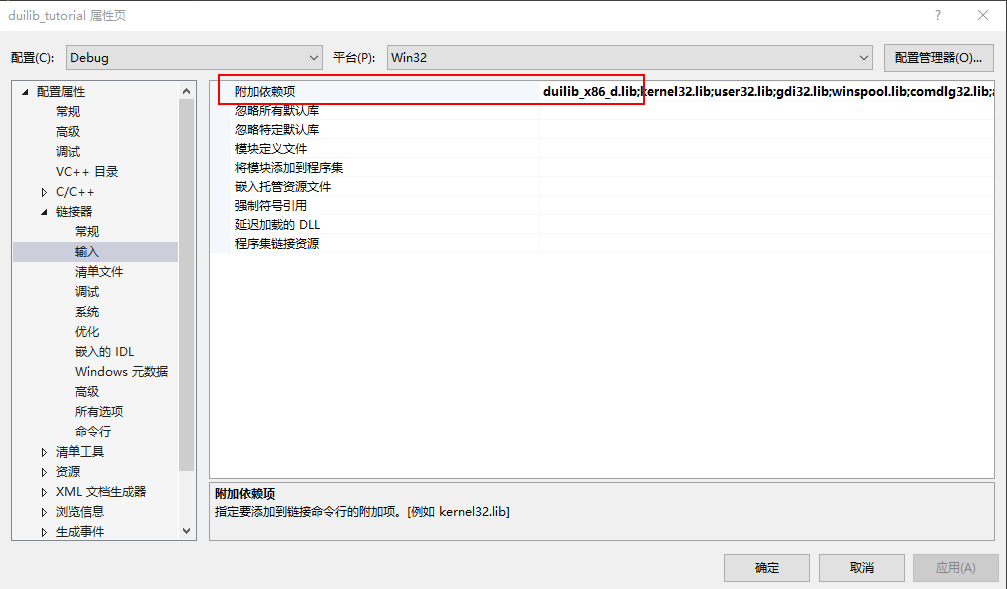 duilib_tutorial 属性页
配置(C): Debug 平台(P): Win32 配置管理器(O)...
配置属性
常规
高级
调试
VC++ 目录
C/C++
链接器
常规
输入
清单文件
调试
系统
优化
嵌入的 IDL
Windows 元数据
高级
所有选项
命令行
清单工具
资源
XML 文档生成器
浏览信息
生成事件
附加依赖项 duilib_x86_d.lib;kernel32.lib;user32.lib;gdi32.lib;winspool.lib;comdlg32.lib;a
忽略所有默认库
忽略特定默认库
模块定义文件
将模块添加到程序集
嵌入托管资源文件
强制符号引用
延迟加载的 DLL
程序集链接资源
附加依赖项
指定要添加到链接命令行的附加项。[例如 kernel32.lib]
确定 取消 应用(A)